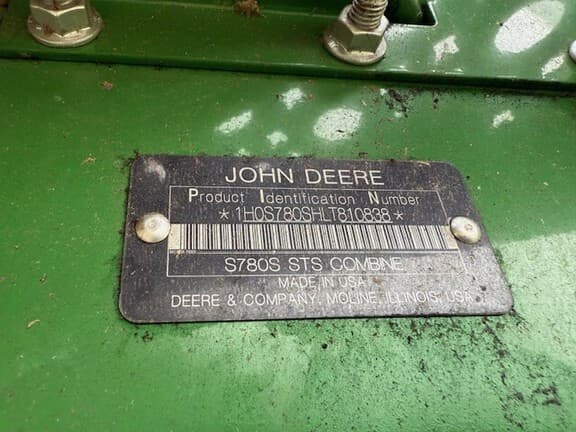 JOHN DEERE
Product Identification Number
*1H0S780SHLT810838*
S780S STS COMBINE
MADE IN USA
DEERE & COMPANY, MOLINE, ILLINOIS, USA